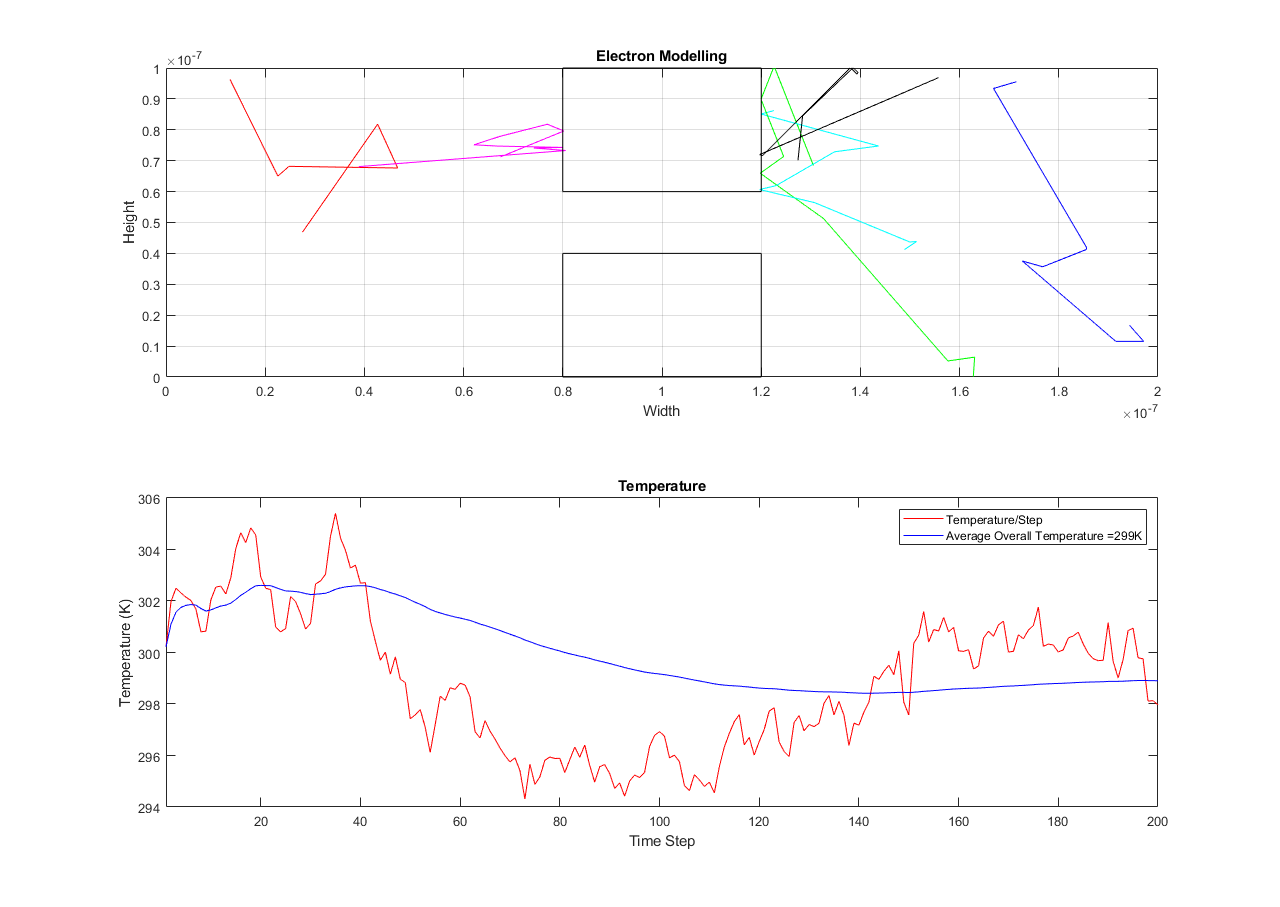 Electron Modelling
×10-7
1
0.9
0.8
0.7
0.6
0.5
0.4
0.3
0.2
0.1
0
Height
0 0.2 0.4 0.6 0.8 1 1.2 1.4 1.6 1.8 2
Width
×10-7
Temperature
306
304
302
300
298
296
294
Temperature (K)
Temperature/Step
Average Overall Temperature =299K
20 40 60 80 100 120 140 160 180 200
Time Step